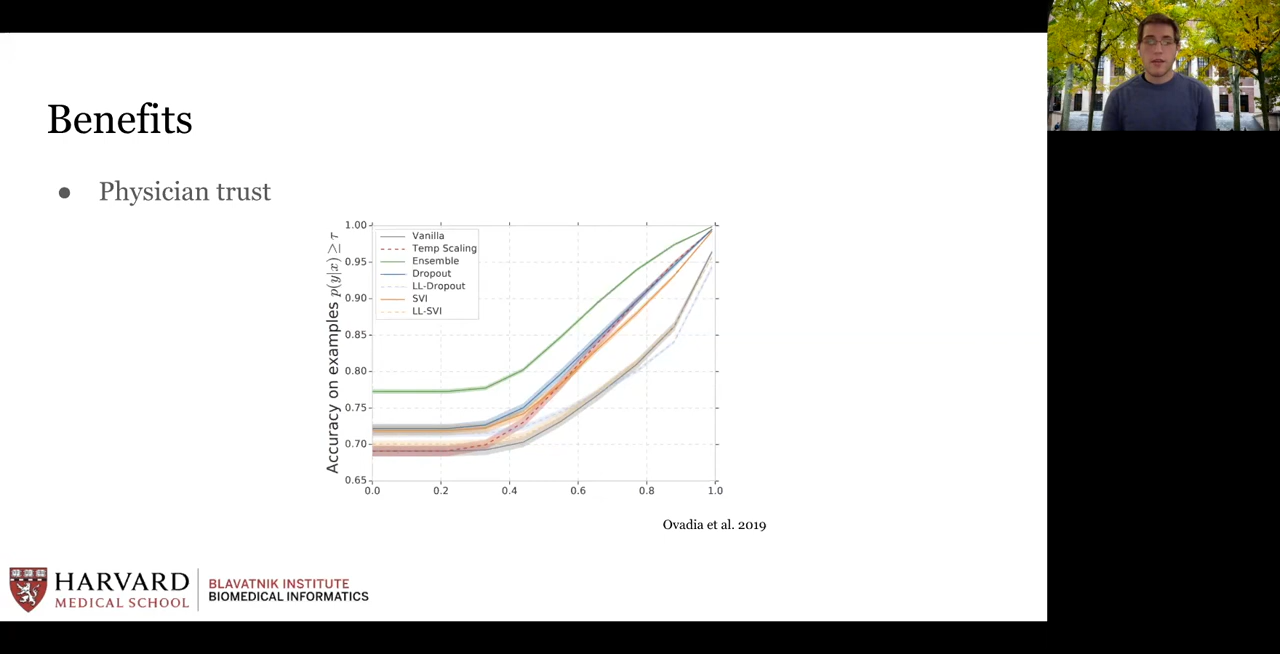 Benefits
● Physician trust
Accuracy on examples p(y|x) ≥ τ
1.00
0.95
0.90
0.85
0.80
0.75
0.70
0.65
Vanilla
Temp Scaling
Ensemble
Dropout
LL-Dropout
SVI
LL-SVI
0.0 0.2 0.4 0.6 0.8 1.0
Ovadia et al. 2019
HARVARD
MEDICAL SCHOOL
BLAVATNIK INSTITUTE
BIOMEDICAL INFORMATICS